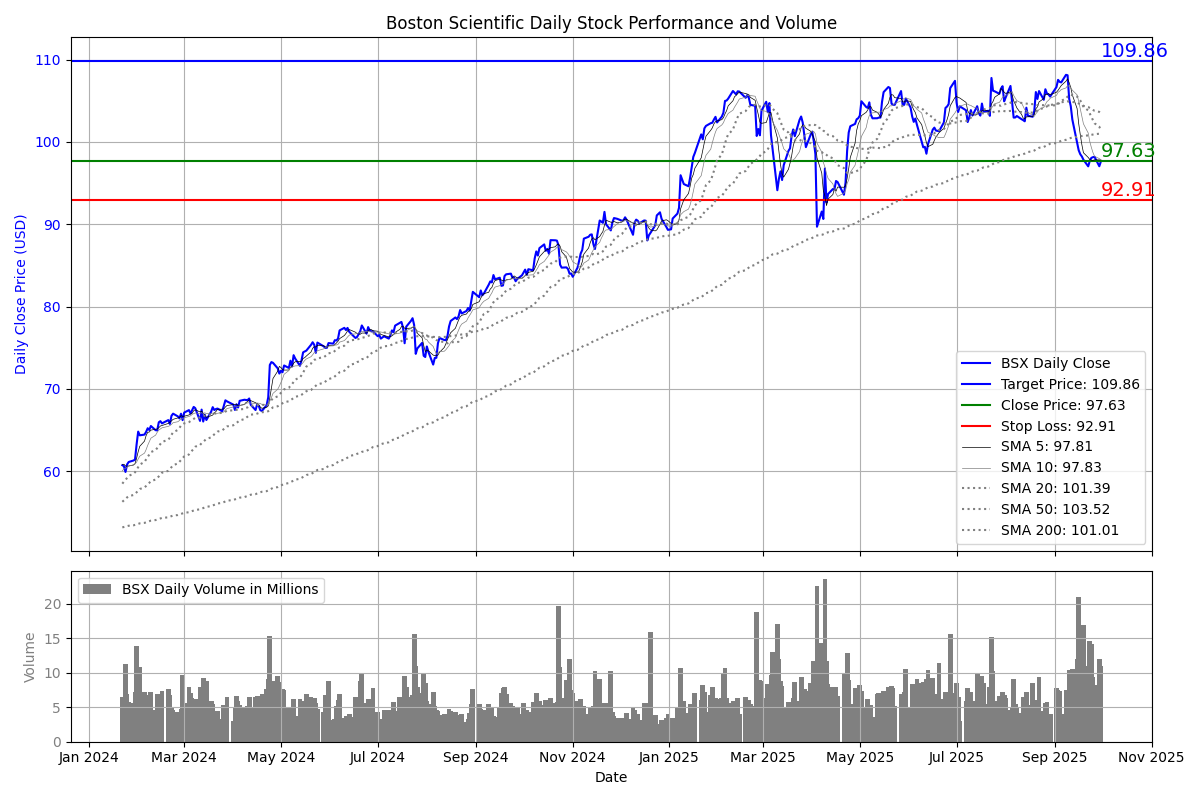 Boston Scientific Daily Stock Performance and Volume
Daily Close Price (USD)
110
100
90
80
70
60
109.86
97.63
92.91
BSX Daily Close
Target Price: 109.86
Close Price: 97.63
Stop Loss: 92.91
SMA 5: 97.81
SMA 10: 97.83
SMA 20: 101.39
SMA 50: 103.52
SMA 200: 101.01
BSX Daily Volume in Millions
Volume
20
15
10
5
0
Jan 2024 Mar 2024 May 2024 Jul 2024 Sep 2024 Nov 2024 Jan 2025 Mar 2025 May 2025 Jul 2025 Sep 2025 Nov 2025
Date